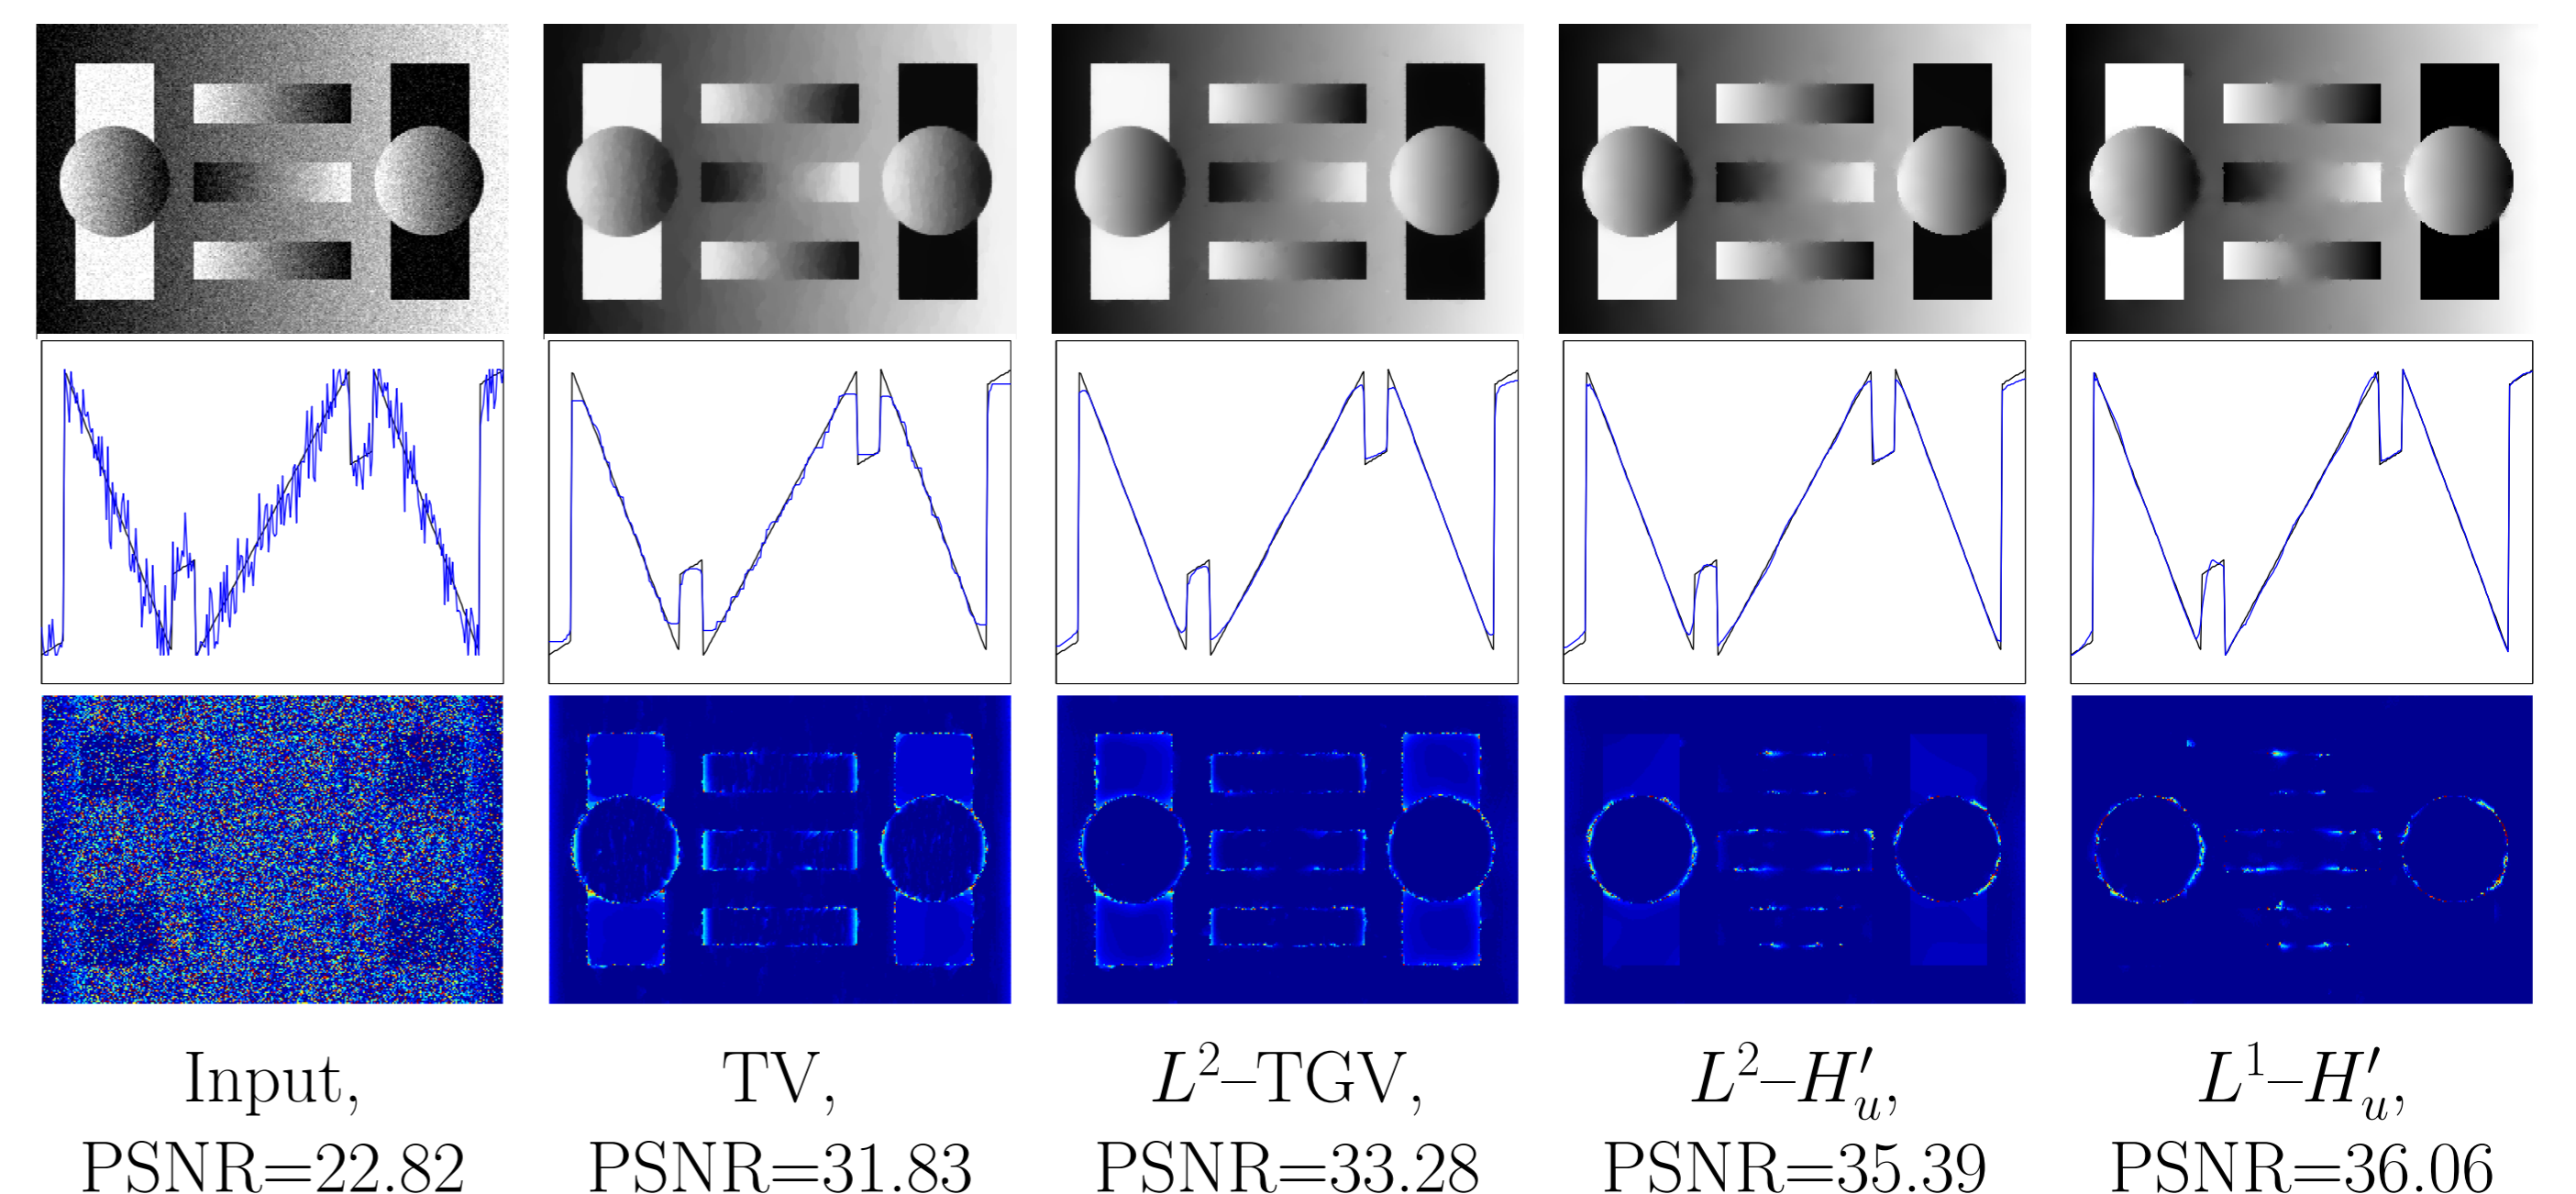 Input,
PSNR=22.82
TV,
PSNR=31.83
L²–TGV,
PSNR=33.28
L²–H′ᵤ,
PSNR=35.39
L¹–H′ᵤ,
PSNR=36.06